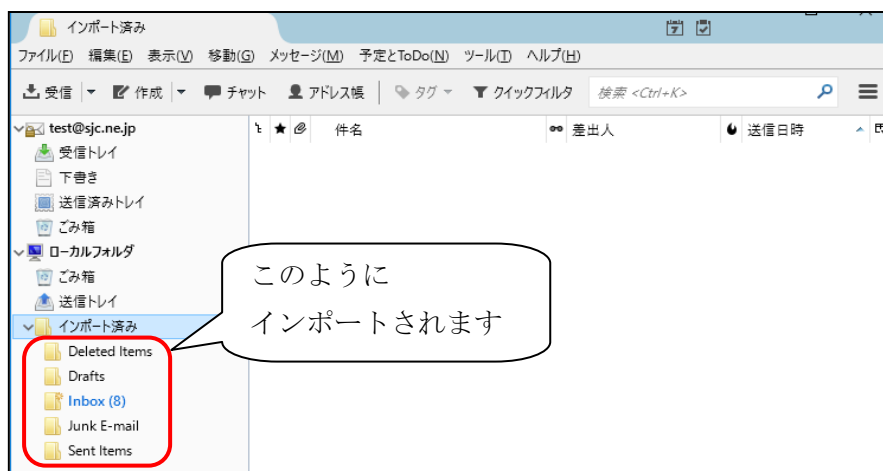 インポート済み
7
ファイル(F) 編集(E) 表示(V) 移動(G) メッセージ(M) 予定とToDo(N) ツール(T) ヘルプ(H)
受信 作成 チャット アドレス帳 タグ クイックフィルタ 検索 <Ctrl+K>
test@sjc.ne.jp
件名 差出人 送信日時
受信トレイ
下書き
送信済みトレイ
ごみ箱
ローカルフォルダ
ごみ箱
送信トレイ
インポート済み
Deleted Items
Drafts
Inbox (8)
Junk E-mail
Sent Items
このように
インポートされます